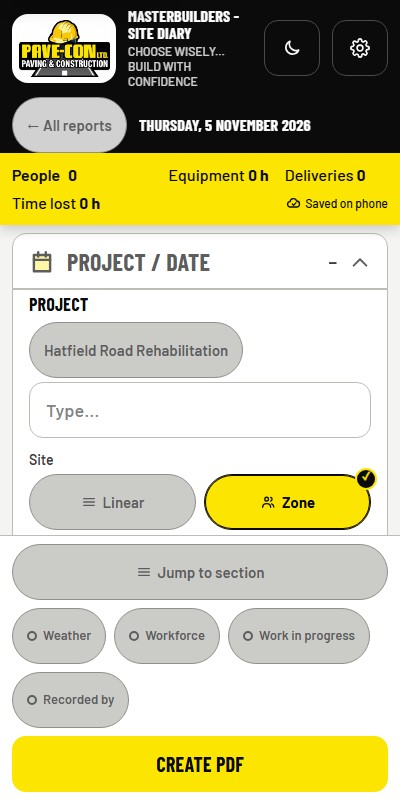 PAVE-CON LTD.
PAVING & CONSTRUCTION
MASTERBUILDERS –
SITE DIARY
CHOOSE WISELY...
BUILD WITH
CONFIDENCE
← All reports
THURSDAY, 5 NOVEMBER 2026
People 0
Equipment 0 h
Deliveries 0
Time lost 0 h
Saved on phone
PROJECT / DATE
–
PROJECT
Hatfield Road Rehabilitation
Type...
Site
Linear
Zone
Jump to section
Weather
Workforce
Work in progress
Recorded by
CREATE PDF